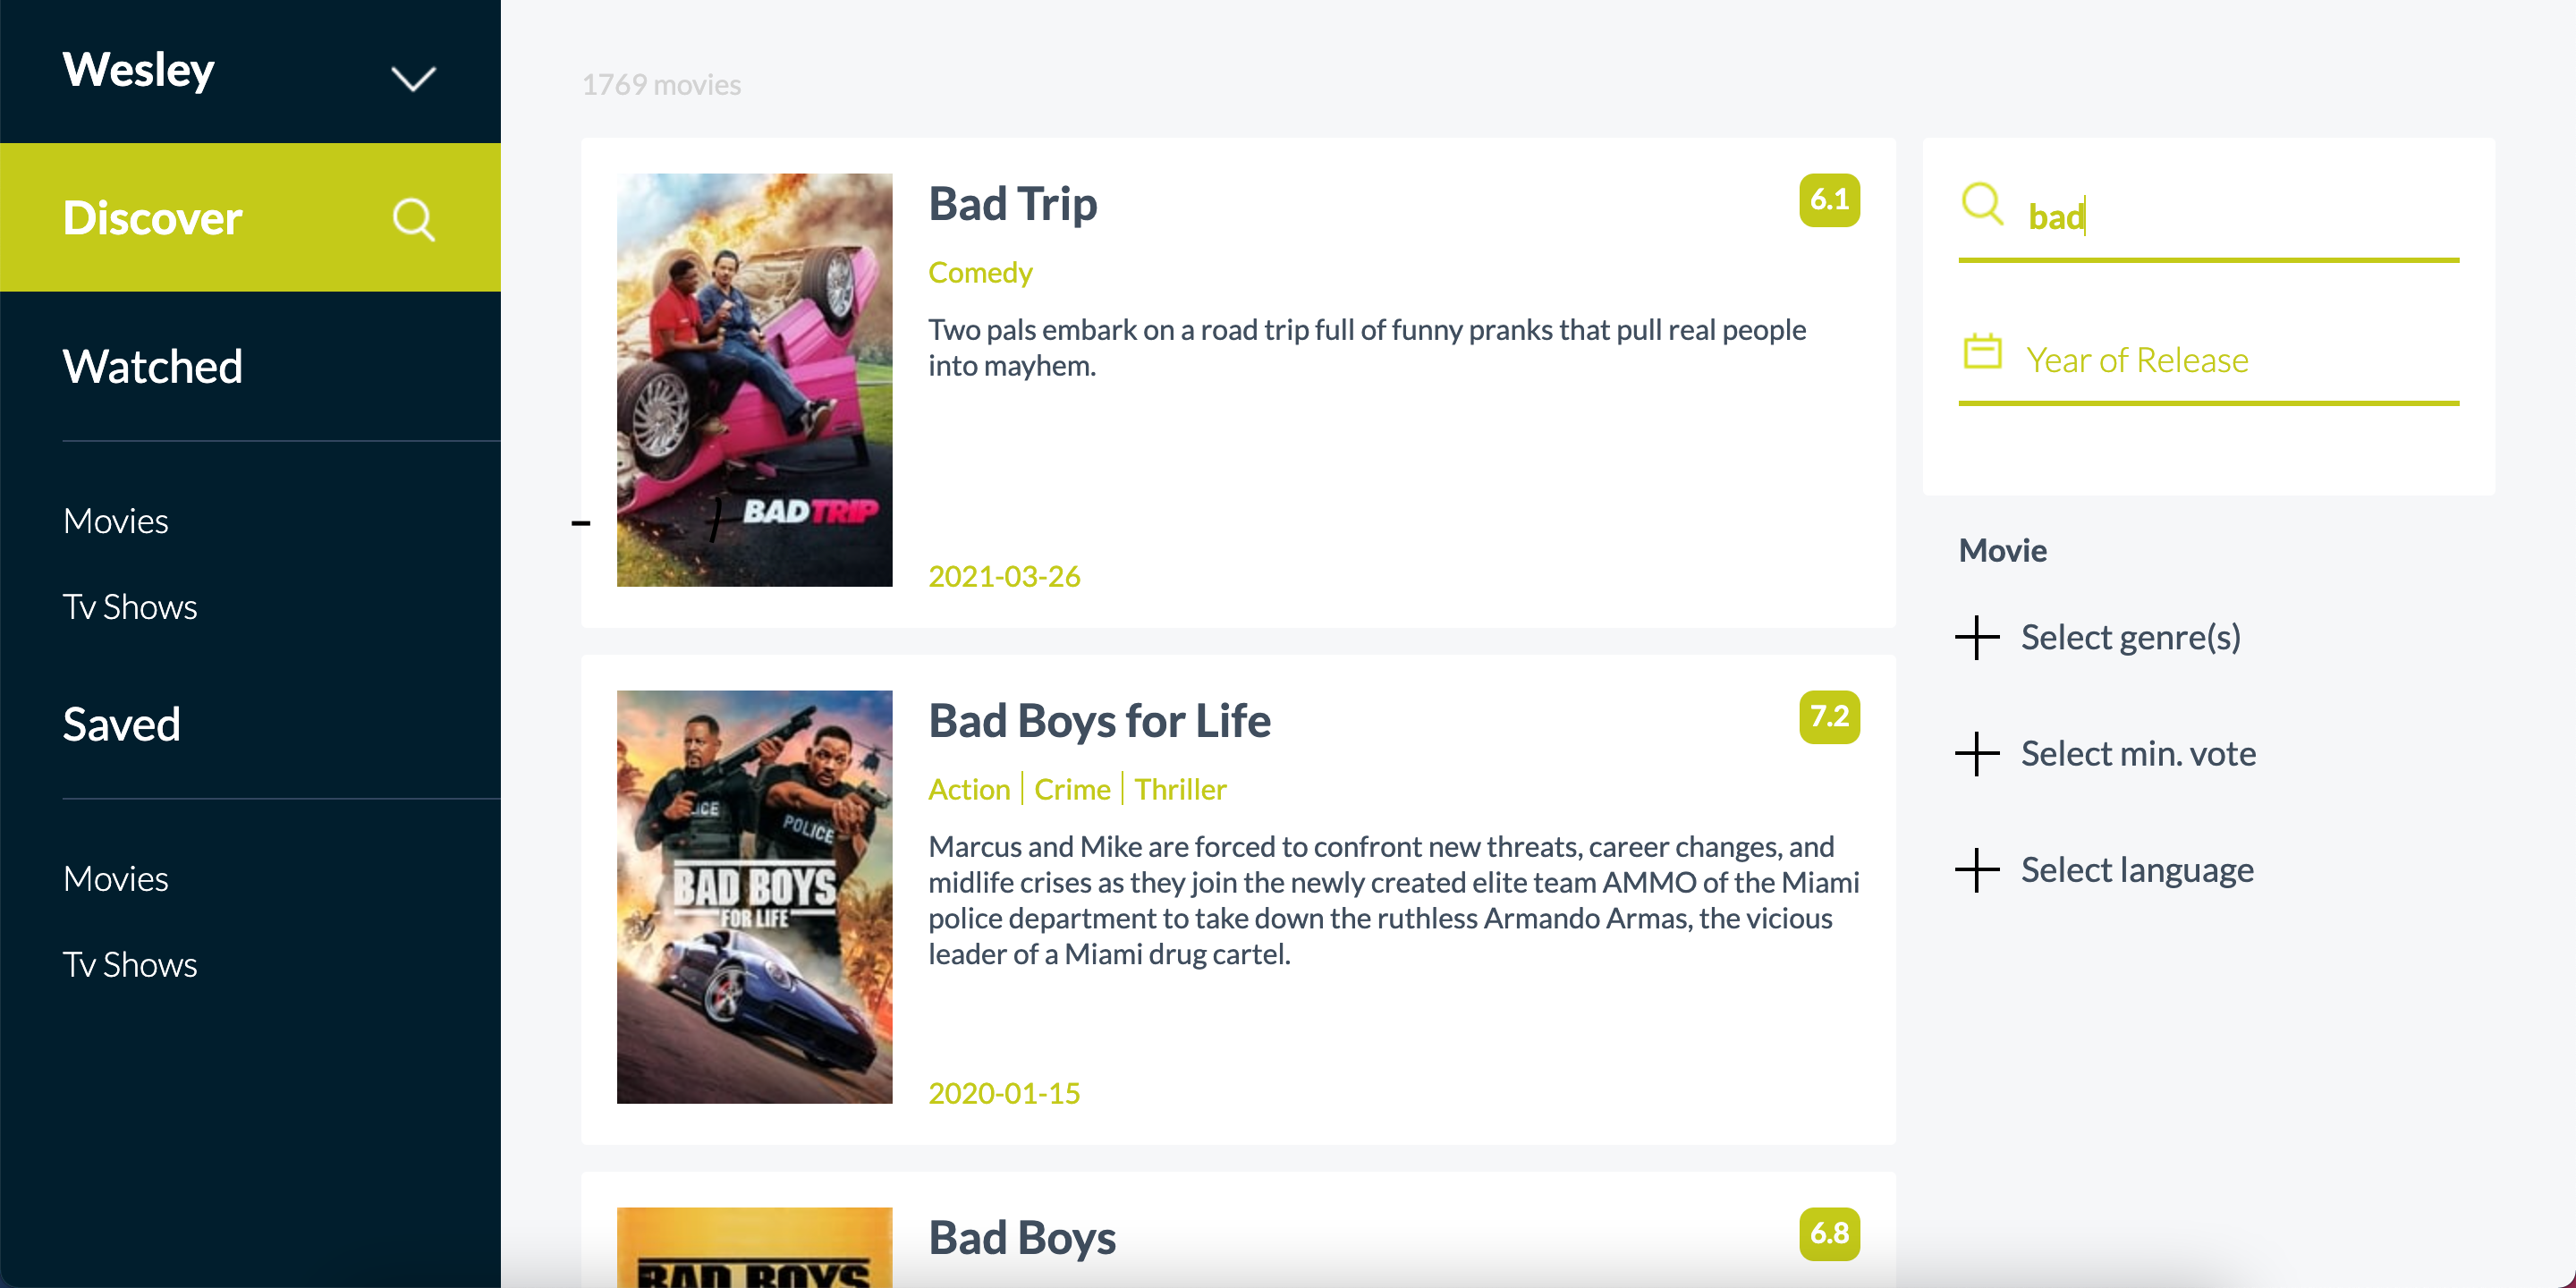 Wesley
Discover
Watched
Movies
Tv Shows
Saved
Movies
Tv Shows
1769 movies
BAD TRIP
Bad Trip
6.1
Comedy
Two pals embark on a road trip full of funny pranks that pull real people
into mayhem.
2021-03-26
POLICE
BAD BOYS
FOR LIFE
Bad Boys for Life
7.2
Action | Crime | Thriller
Marcus and Mike are forced to confront new threats, career changes, and
midlife crises as they join the newly created elite team AMMO of the Miami
police department to take down the ruthless Armando Armas, the vicious
leader of a Miami drug cartel.
2020-01-15
BAD BOYS
Bad Boys
6.8
bad
Year of Release
Movie
Select genre(s)
Select min. vote
Select language